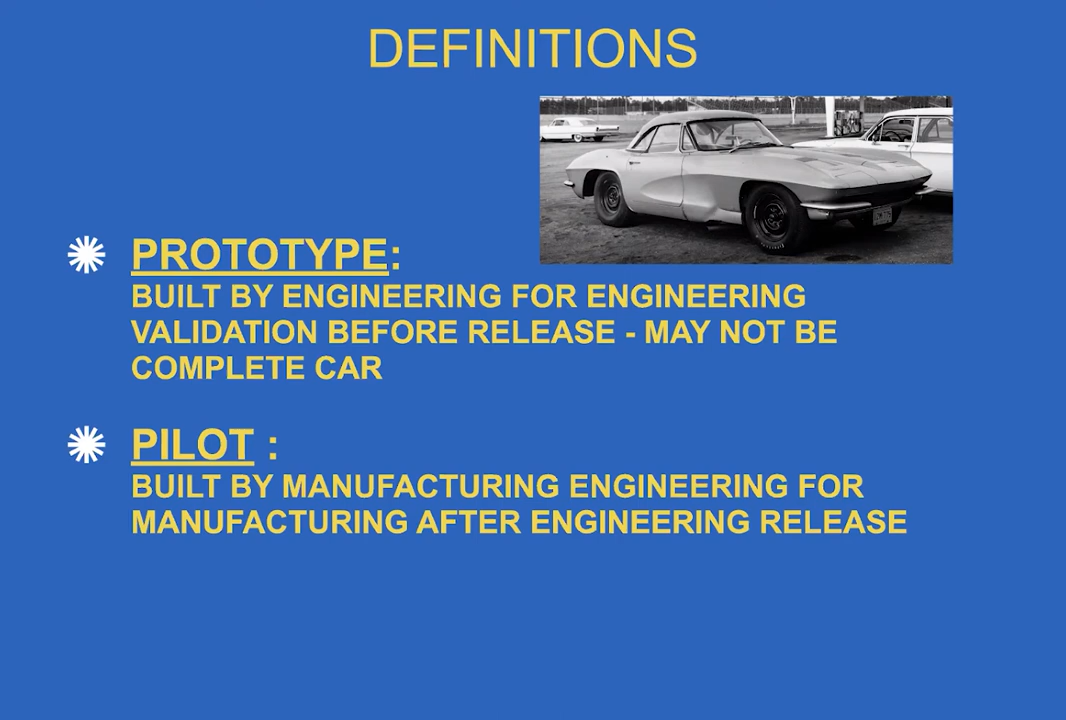 DEFINITIONS
PROTOTYPE:
BUILT BY ENGINEERING FOR ENGINEERING
VALIDATION BEFORE RELEASE - MAY NOT BE
COMPLETE CAR
PILOT :
BUILT BY MANUFACTURING ENGINEERING FOR
MANUFACTURING AFTER ENGINEERING RELEASE